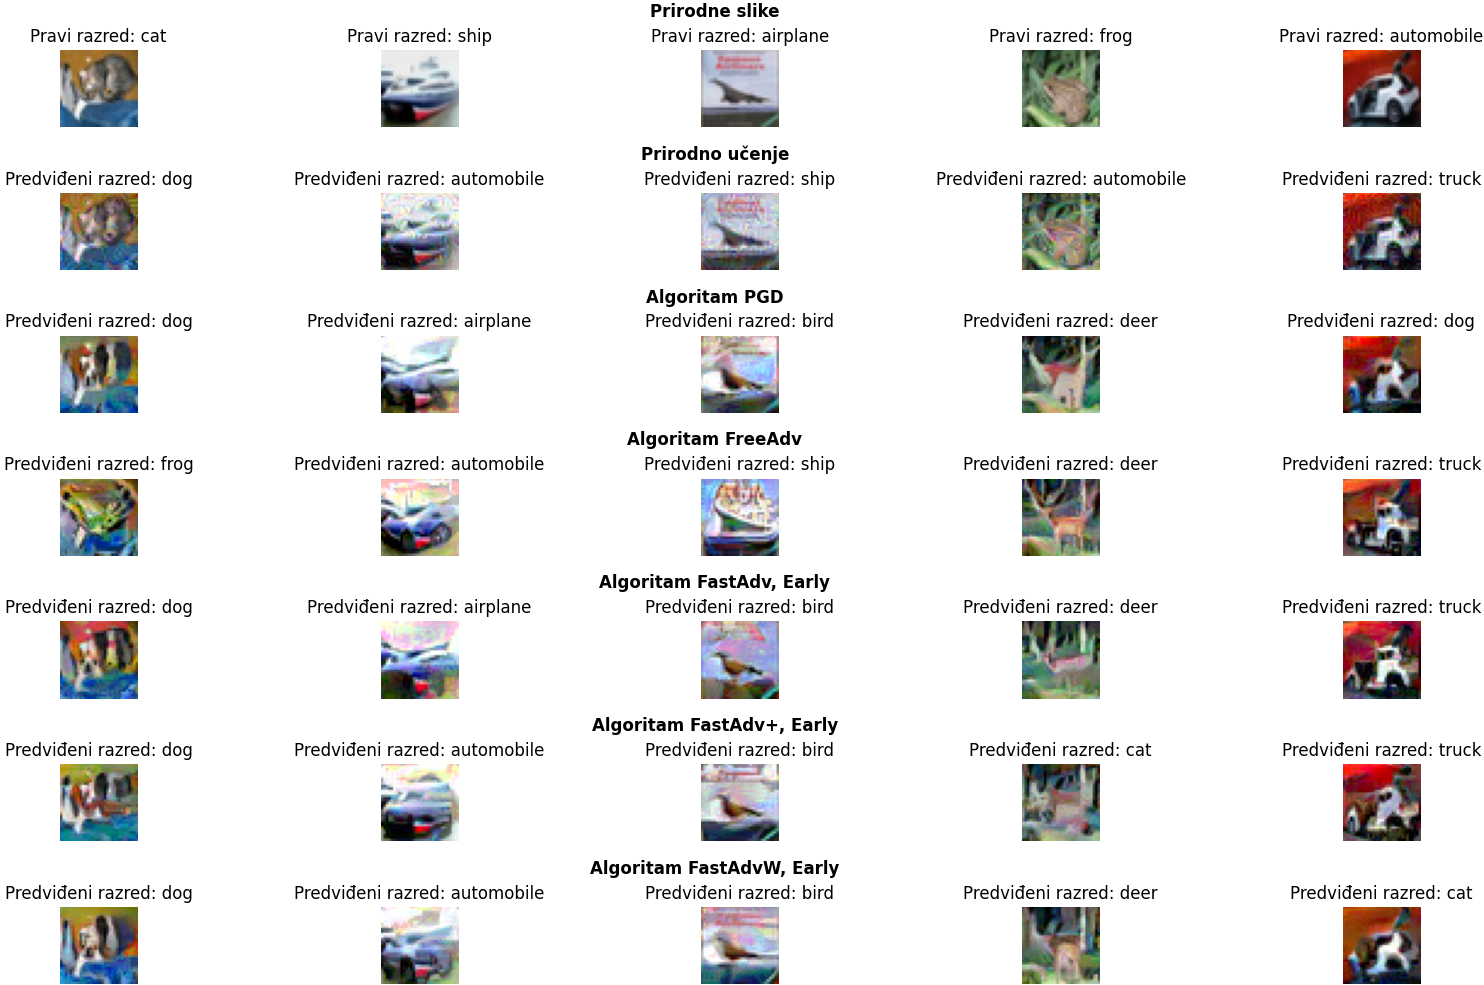 Prirodne slike
Pravi razred: cat Pravi razred: ship Pravi razred: airplane Pravi razred: frog Pravi razred: automobile
Prirodno učenje
Predviđeni razred: dog Predviđeni razred: automobile Predviđeni razred: ship Predviđeni razred: automobile Predviđeni razred: truck
Algoritam PGD
Predviđeni razred: dog Predviđeni razred: airplane Predviđeni razred: bird Predviđeni razred: deer Predviđeni razred: dog
Algoritam FreeAdv
Predviđeni razred: frog Predviđeni razred: automobile Predviđeni razred: ship Predviđeni razred: deer Predviđeni razred: truck
Algoritam FastAdv, Early
Predviđeni razred: dog Predviđeni razred: airplane Predviđeni razred: bird Predviđeni razred: deer Predviđeni razred: truck
Algoritam FastAdv+, Early
Predviđeni razred: dog Predviđeni razred: automobile Predviđeni razred: bird Predviđeni razred: cat Predviđeni razred: truck
Algoritam FastAdvW, Early
Predviđeni razred: dog Predviđeni razred: automobile Predviđeni razred: bird Predviđeni razred: deer Predviđeni razred: cat